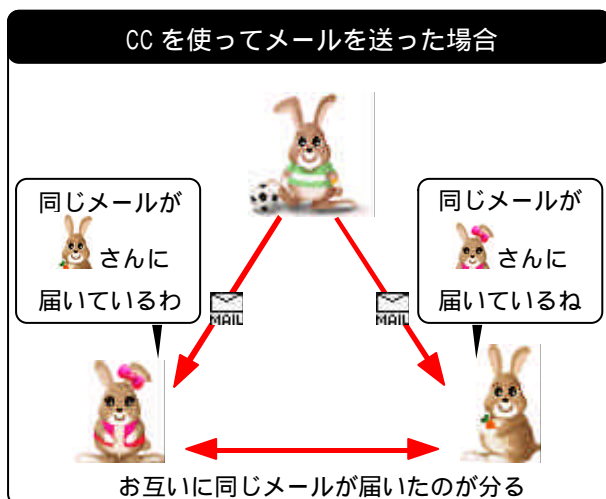 CCを使ってメールを送った場合
同じメールが
さんに
届いているわ
同じメールが
さんに
届いているね
MAIL
MAIL
お互いに同じメールが届いたのが分る